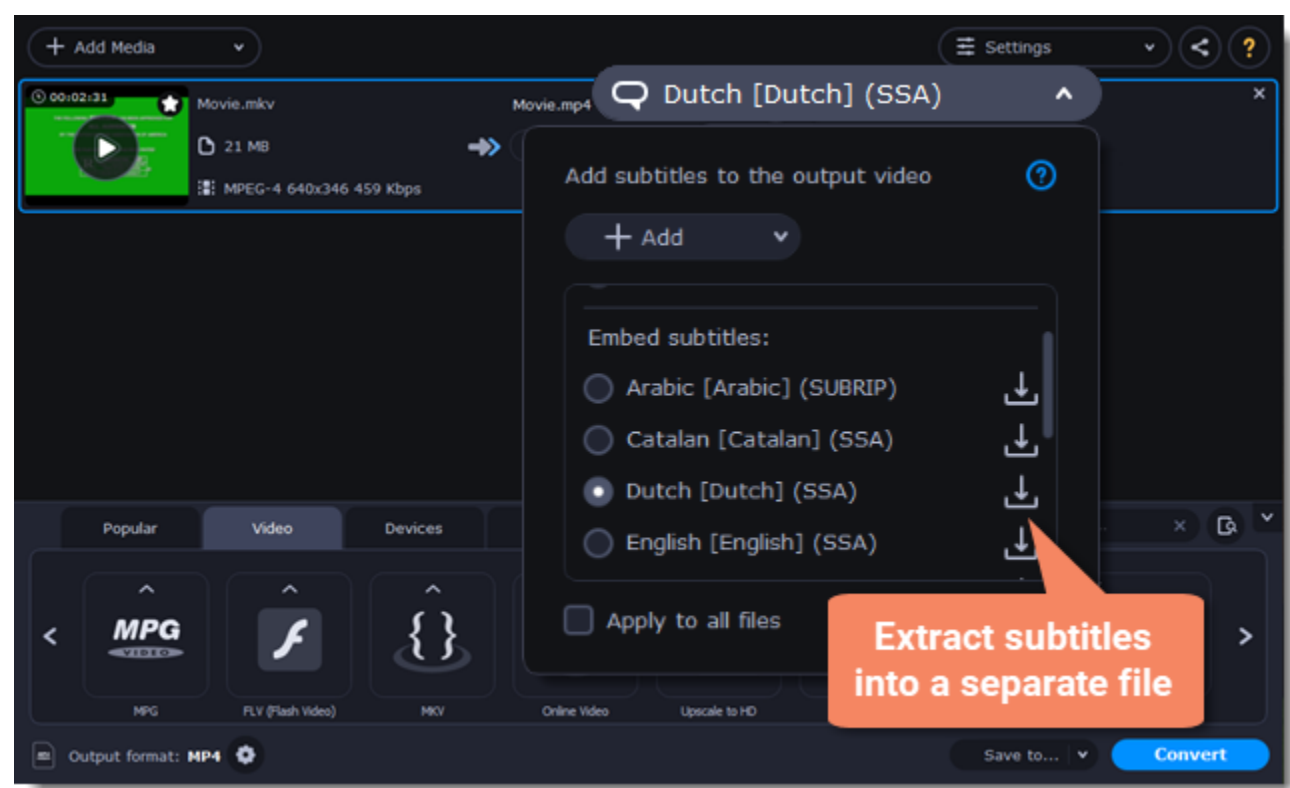 Add Media
Settings
?
00:02:31
Movie.mkv
Movie.mp4
Dutch [Dutch] (SSA)
21 MB
MPEG-4 640x346 459 Kbps
Add subtitles to the output video
?
+ Add
Embed subtitles:
Arabic [Arabic] (SUBRIP)
Catalan [Catalan] (SSA)
Dutch [Dutch] (SSA)
English [English] (SSA)
Apply to all files
Extract subtitles
into a separate file
Popular
Video
Devices
MPG
VIDEO
MPG
FLV (Flash Video)
MKV
Online Video
Upscale to HD
Output format: MP4
Save to...
Convert